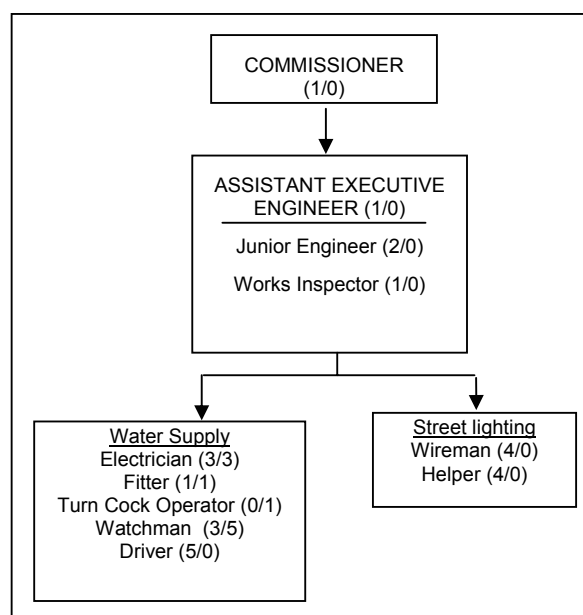 COMMISSIONER
(1/0)
ASSISTANT EXECUTIVE
ENGINEER (1/0)
Junior Engineer (2/0)
Works Inspector (1/0)
Water Supply
Electrician (3/3)
Fitter (1/1)
Turn Cock Operator (0/1)
Watchman (3/5)
Driver (5/0)
Street lighting
Wireman (4/0)
Helper (4/0)